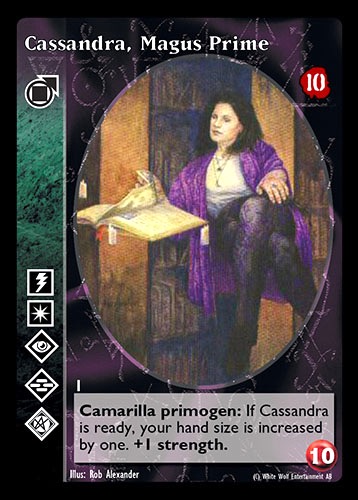 Cassandra, Magus Prime
10
1
Camarilla primogen: If Cassandra
is ready, your hand size is increased
by one. +1 strength.
10
Illus: Rob Alexander
(C) White Wolf Entertainment AB